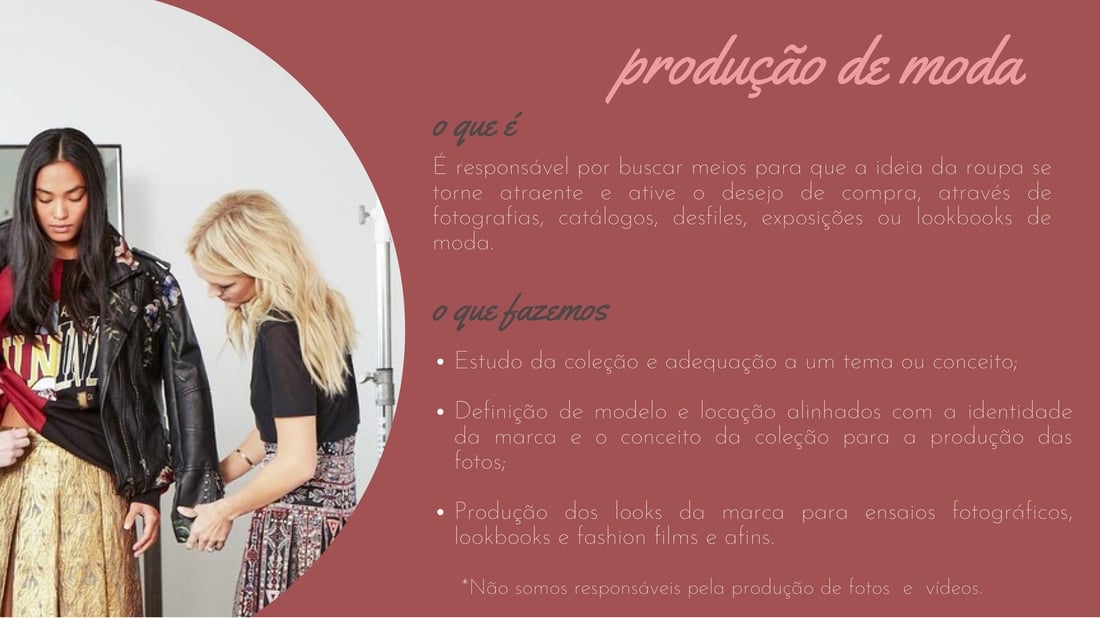 produção de moda
o que é
É responsável por buscar meios para que a ideia da roupa se
torne atraente e ative o desejo de compra, através de
fotografias, catálogos, desfiles, exposições ou lookbooks de
moda.
o que fazemos
• Estudo da coleção e adequação a um tema ou conceito;
• Definição de modelo e locação alinhados com a identidade
da marca e o conceito da coleção para a produção das
fotos;
• Produção dos looks da marca para ensaios fotográficos,
lookbooks e fashion films e afins.
*Não somos responsáveis pela produção de fotos e vídeos.